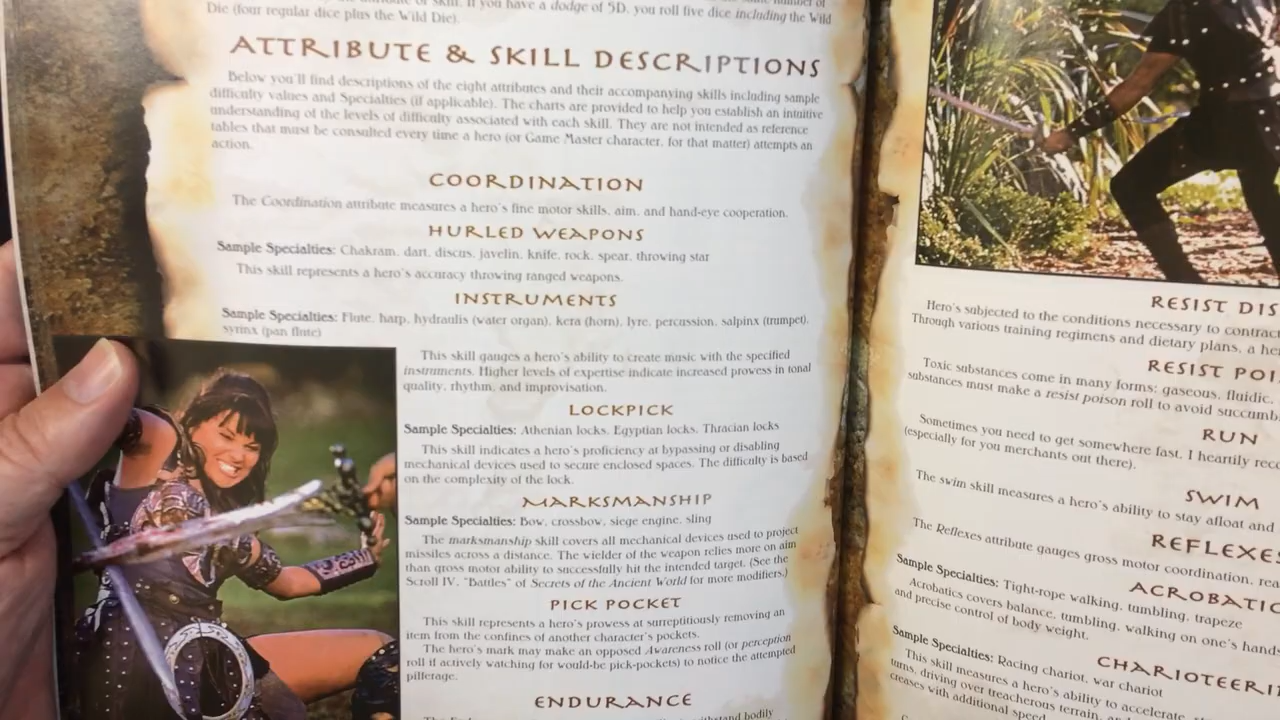 Die (four regular dice plus the Wild Die). If you have a dodge of 5D, you roll five dice including the Wild
ATTRIBUTE & SKILL DESCRIPTIONS
Below you'll find descriptions of the eight attributes and their accompanying skills including sample
difficulty values and Specialties (if applicable). The charts are provided to help you establish an intuitive
understanding of the levels of difficulty associated with each skill. They are not intended as reference
tables that must be consulted every time a hero (or Game Master character, for that matter) attempts an
action.
COORDINATION
The Coordination attribute measures a hero's fine motor skills, aim, and hand-eye cooperation.
HURLED WEAPONS
Sample Specialties: Chakram, dart, discus, javelin, knife, rock, spear, throwing star
This skill represents a hero's accuracy throwing ranged weapons.
INSTRUMENTS
Sample Specialties: Flute, harp, hydraulis (water organ), kera (horn), lyre, percussion, salpinx (trumpet),
syrinx (pan flute)
This skill gauges a hero's ability to create music with the specified
instruments. Higher levels of expertise indicate increased prowess in tonal
quality, rhythm, and improvisation.
LOCKPICK
Sample Specialties: Athenian locks, Egyptian locks, Thracian locks
This skill indicates a hero's proficiency at bypassing or disabling
mechanical devices used to secure enclosed spaces. The difficulty is based
on the complexity of the lock.
MARKSMANSHIP
Sample Specialties: Bow, crossbow, siege engine, sling
The marksmanship skill covers all mechanical devices used to project
missiles across a distance. The wielder of the weapon relies more on aim
than gross motor ability to successfully hit the intended target. (See the
Scroll IV, "Battles" of Secrets of the Ancient World for more modifiers.)
PICK POCKET
This skill represents a hero's prowess at surreptitiously removing an
item from the confines of another character's pockets.
The hero's mark may make an opposed Awareness roll (or perception
roll if actively watching for would-be pick-pockets) to notice the attempted
pilferage.
ENDURANCE
RESIST DIS
Hero's subjected to the conditions necessary to contract
Through various training regimens and dietary plans, a her
RESIST POI
Toxic substances come in many forms: gaseous, fluidic,
substances must make a resist poison roll to avoid succumb
RUN
Sometimes you need to get somewhere fast. I heartily rec
(especially for you merchants out there).
SWIM
The swim skill measures a hero's ability to stay afloat and
REFLEXE
The Reflexes attribute gauges gross motor coordination, rea
ACROBATIC
Sample Specialties: Tight-rope walking, tumbling, trapeze
Acrobatics covers balance, tumbling, walking on one's hands
and precise control of body weight.
CHARIOTEERI
Sample Specialties: Racing chariot, war chariot
This skill measures a hero's ability to accelerate,
turns, driving over treacherous terrain,
creases with additional speed